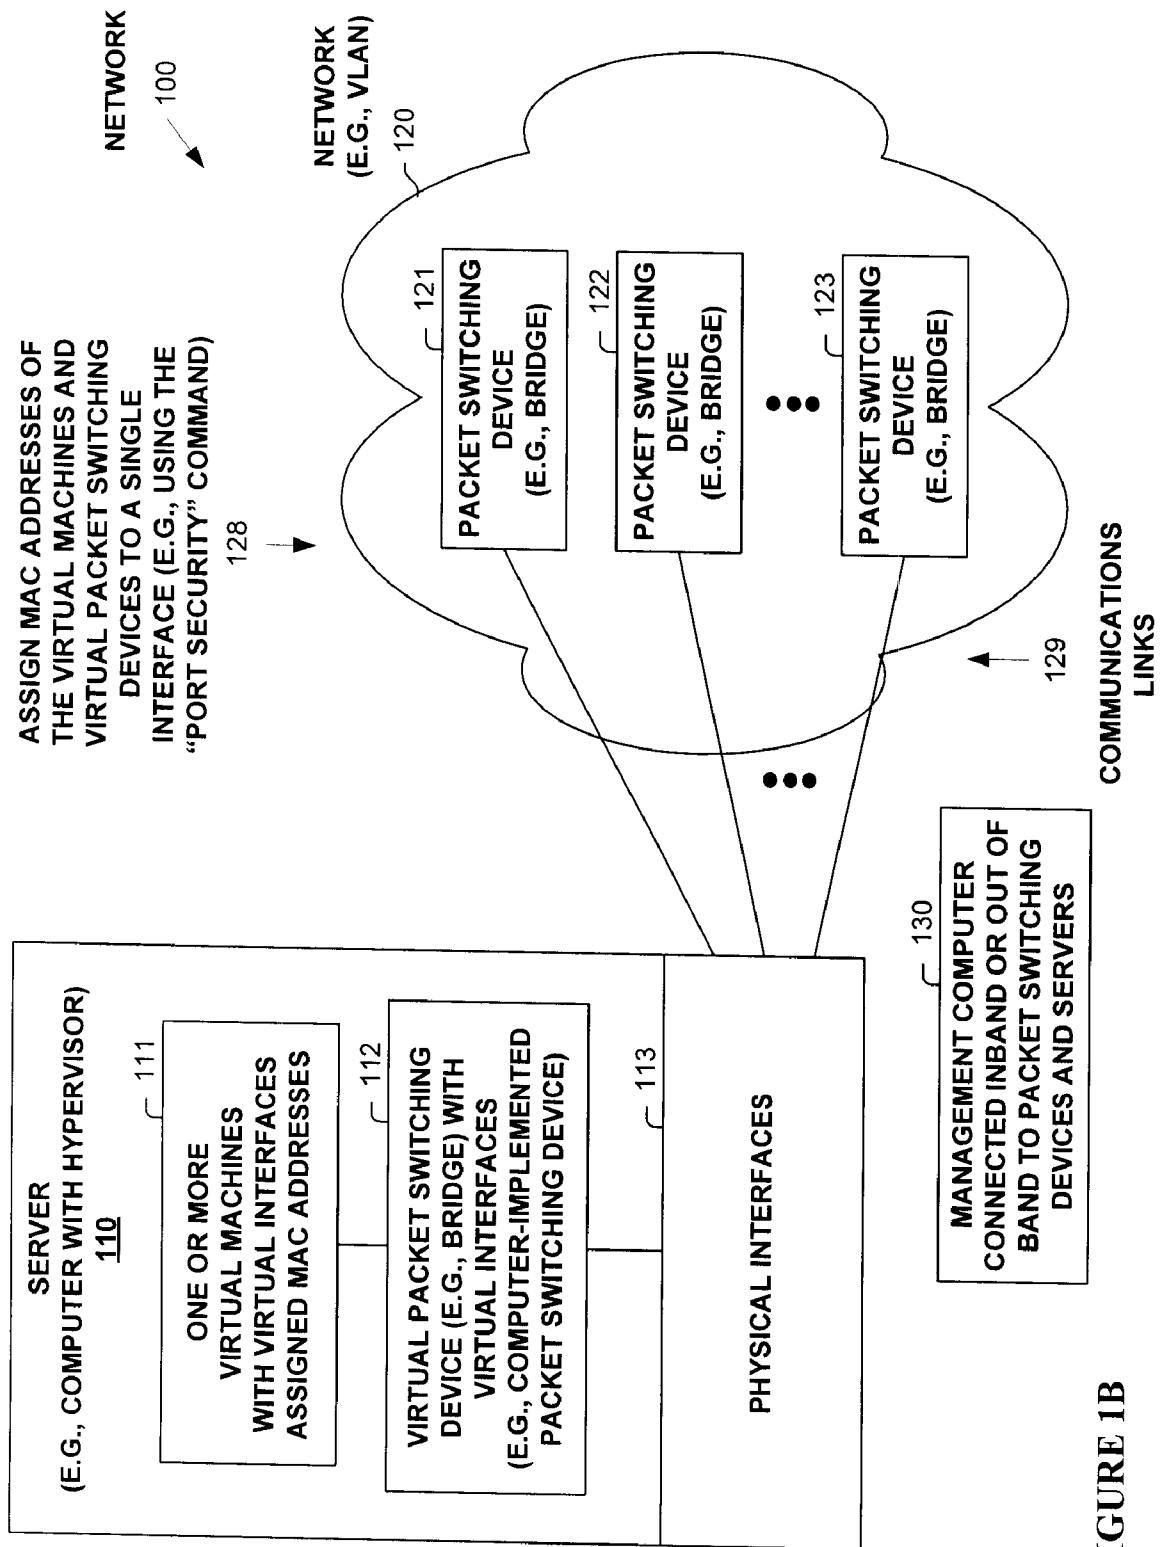 NETWORK
100
ASSIGN MAC ADDRESSES OF
THE VIRTUAL MACHINES AND
VIRTUAL PACKET SWITCHING
DEVICES TO A SINGLE
INTERFACE (E.G., USING THE
“PORT SECURITY” COMMAND)
128
NETWORK
(E.G., VLAN)
120
SERVER
(E.G., COMPUTER WITH HYPERVISOR)
110
111
ONE OR MORE
VIRTUAL MACHINES
WITH VIRTUAL INTERFACES
ASSIGNED MAC ADDRESSES
112
VIRTUAL PACKET SWITCHING
DEVICE (E.G., BRIDGE) WITH
VIRTUAL INTERFACES
(E.G., COMPUTER-IMPLEMENTED
PACKET SWITCHING DEVICE)
113
PHYSICAL INTERFACES
121
PACKET SWITCHING
DEVICE
(E.G., BRIDGE)
122
PACKET SWITCHING
DEVICE
(E.G., BRIDGE)
123
PACKET SWITCHING
DEVICE
(E.G., BRIDGE)
129
COMMUNICATIONS
LINKS
130
MANAGEMENT COMPUTER
CONNECTED INBAND OR OUT OF
BAND TO PACKET SWITCHING
DEVICES AND SERVERS
IGURE 1B